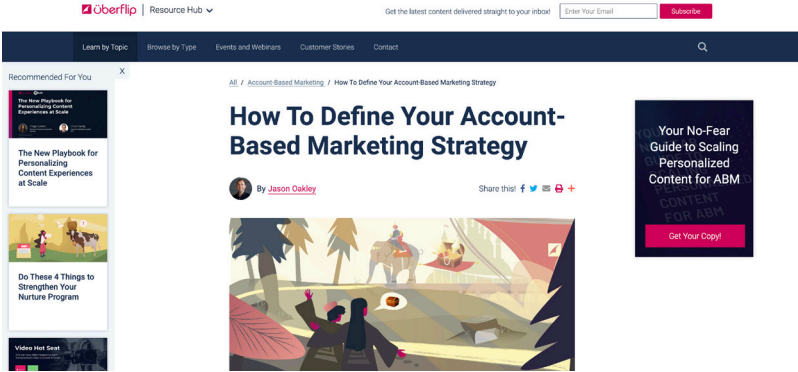 überflip
Resource Hub
Get the latest content delivered straight to your inbox!
Enter Your Email
Subscribe
Learn by Topic
Browse by Type
Events and Webinars
Customer Stories
Contact
Recommended For You
X
The New Playbook for
Personalizing Content
Experiences at Scale
The New Playbook for
Personalizing
Content Experiences
at Scale
Do These 4 Things to
Strengthen Your
Nurture Program
Video Hot Seat
All / Account-Based Marketing / How To Define Your Account-Based Marketing Strategy
How To Define Your Account-
Based Marketing Strategy
By Jason Oakley
Share this!
Your No-Fear
Guide to Scaling
Personalized
Content for ABM
PERSONALIZED
CONTENT
FOR ABM
Get Your Copy!